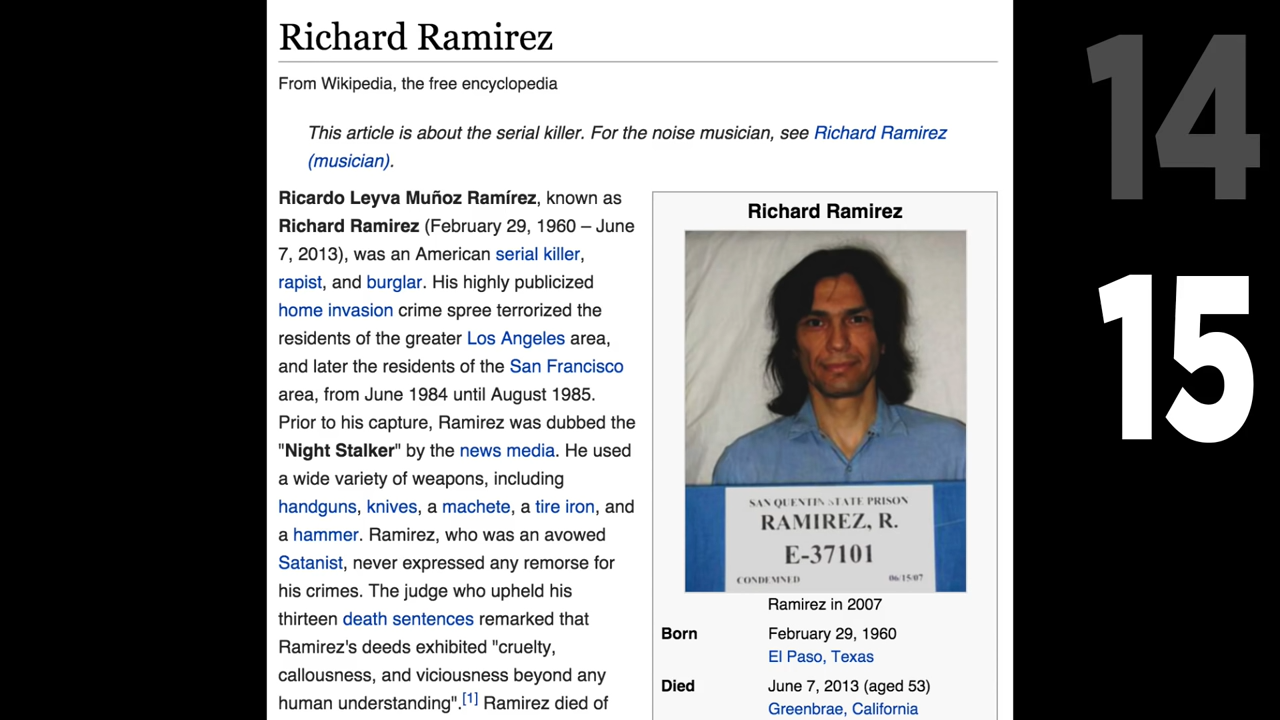 Richard Ramirez
From Wikipedia, the free encyclopedia
This article is about the serial killer. For the noise musician, see Richard Ramirez
(musician).
Ricardo Leyva Muñoz Ramírez, known as
Richard Ramirez (February 29, 1960 – June
7, 2013), was an American serial killer,
rapist, and burglar. His highly publicized
home invasion crime spree terrorized the
residents of the greater Los Angeles area,
and later the residents of the San Francisco
area, from June 1984 until August 1985.
Prior to his capture, Ramirez was dubbed the
"Night Stalker" by the news media. He used
a wide variety of weapons, including
handguns, knives, a machete, a tire iron, and
a hammer. Ramirez, who was an avowed
Satanist, never expressed any remorse for
his crimes. The judge who upheld his
thirteen death sentences remarked that
Ramirez's deeds exhibited "cruelty,
callousness, and viciousness beyond any
human understanding".[1] Ramirez died of
Richard Ramirez
SAN QUENTIN STATE PRISON
RAMIREZ, R.
E-37101
CONDEMNED 06/15/07
Ramirez in 2007
Born February 29, 1960
El Paso, Texas
Died June 7, 2013 (aged 53)
Greenbrae, California
14
15